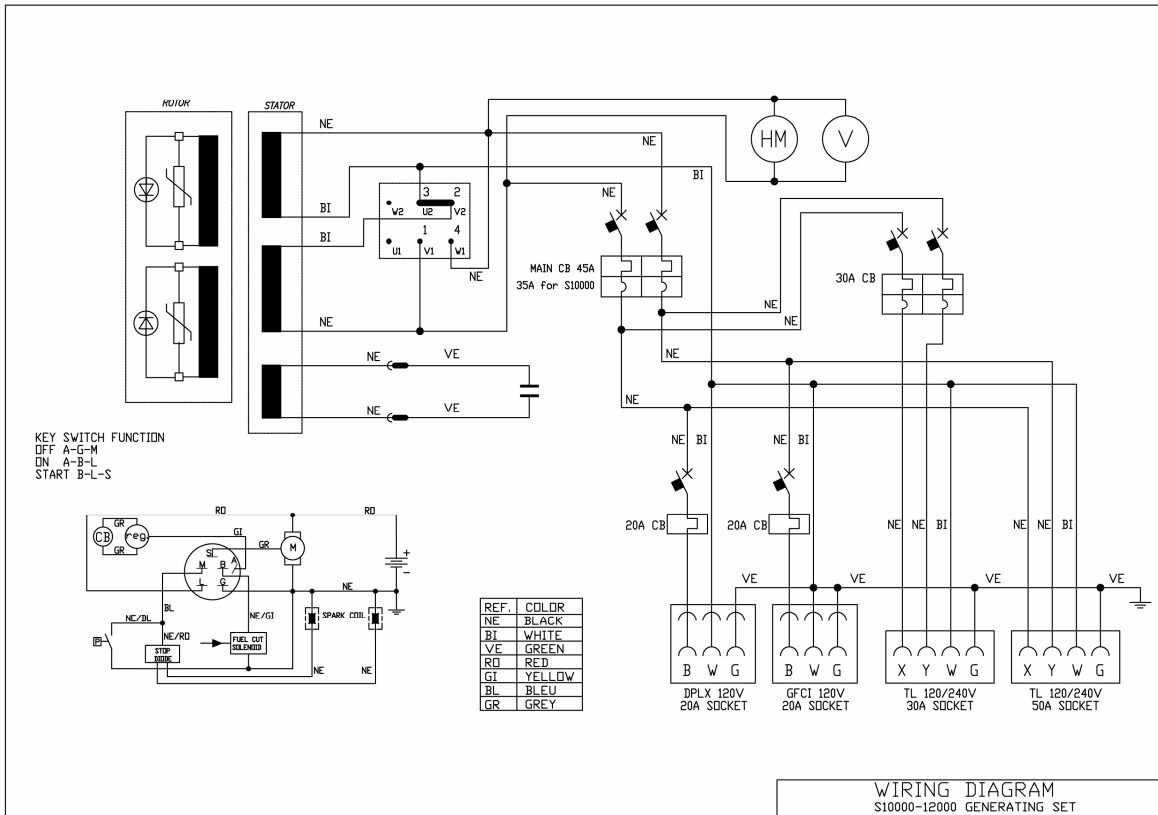 ROTOR
STATOR
NE
NE
HM
V
BI
BI
NE
3 2
W2 U2 V2
1 4
U1 V1 W1
BI
NE
NE
MAIN CB 45A
35A for S10000
30A CB
NE
NE
NE
NE VE
NE
NE VE
KEY SWITCH FUNCTION
OFF A-G-M
ON A-B-L
START B-L-S
NE BI
NE BI
20A CB
20A CB
NE NE BI
NE NE BI
VE
VE
VE
VE
RO
RO
GR
CB
reg.
GR
GI
GR
S
M B A
L G
M
+
-
NE
BL
NE/GI
SPARK COIL
NE/BL
NE/RO
P
STOP
DIODE
FUEL CUT
SOLENOID
NE
NE
REF. COLOR
NE BLACK
BI WHITE
VE GREEN
RO RED
GI YELLOW
BL BLEU
GR GREY
B W G
DPLX 120V
20A SOCKET
B W G
GFCI 120V
20A SOCKET
X Y W G
TL 120/240V
30A SOCKET
X Y W G
TL 120/240V
50A SOCKET
WIRING DIAGRAM
S10000-12000 GENERATING SET